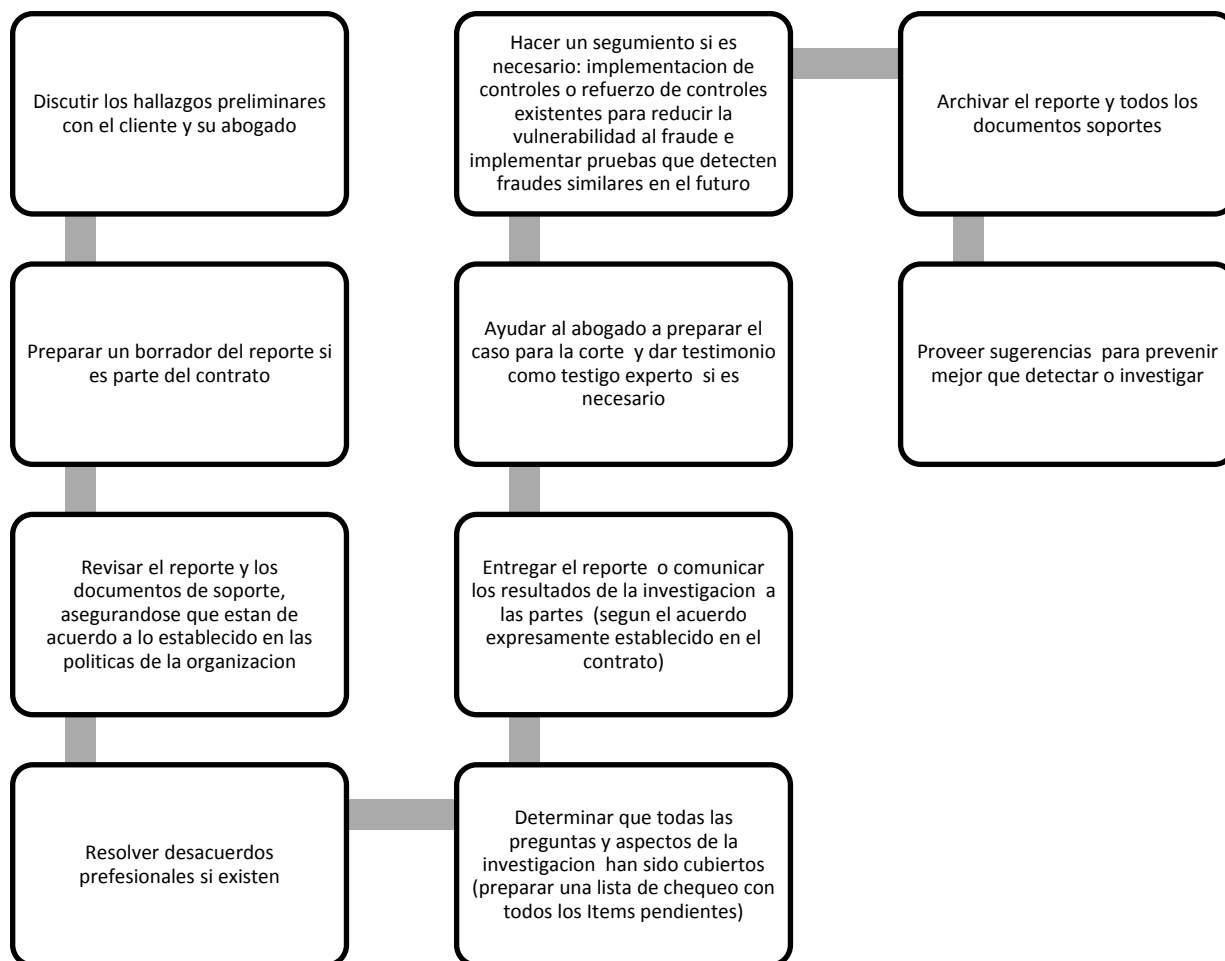 Discutir los hallazgos preliminares
con el cliente y su abogado
Preparar un borrador del reporte si
es parte del contrato
Revisar el reporte y los
documentos de soporte,
asegurandose que estan de
acuerdo a lo establecido en las
politicas de la organizacion
Resolver desacuerdos
prefesionales si existen
Determinar que todas las
preguntas y aspectos de la
investigacion han sido cubiertos
(preparar una lista de chequeo con
todos los Items pendientes)
Entregar el reporte o comunicar
los resultados de la investigacion a
las partes (segun el acuerdo
expresamente establecido en el
contrato)
Ayudar al abogado a preparar el
caso para la corte y dar testimonio
como testigo experto si es
necesario
Hacer un segumiento si es
necesario: implementacion de
controles o refuerzo de controles
existentes para reducir la
vulnerabilidad al fraude e
implementar pruebas que detecten
fraudes similares en el futuro
Archivar el reporte y todos los
documentos soportes
Proveer sugerencias para prevenir
mejor que detectar o investigar